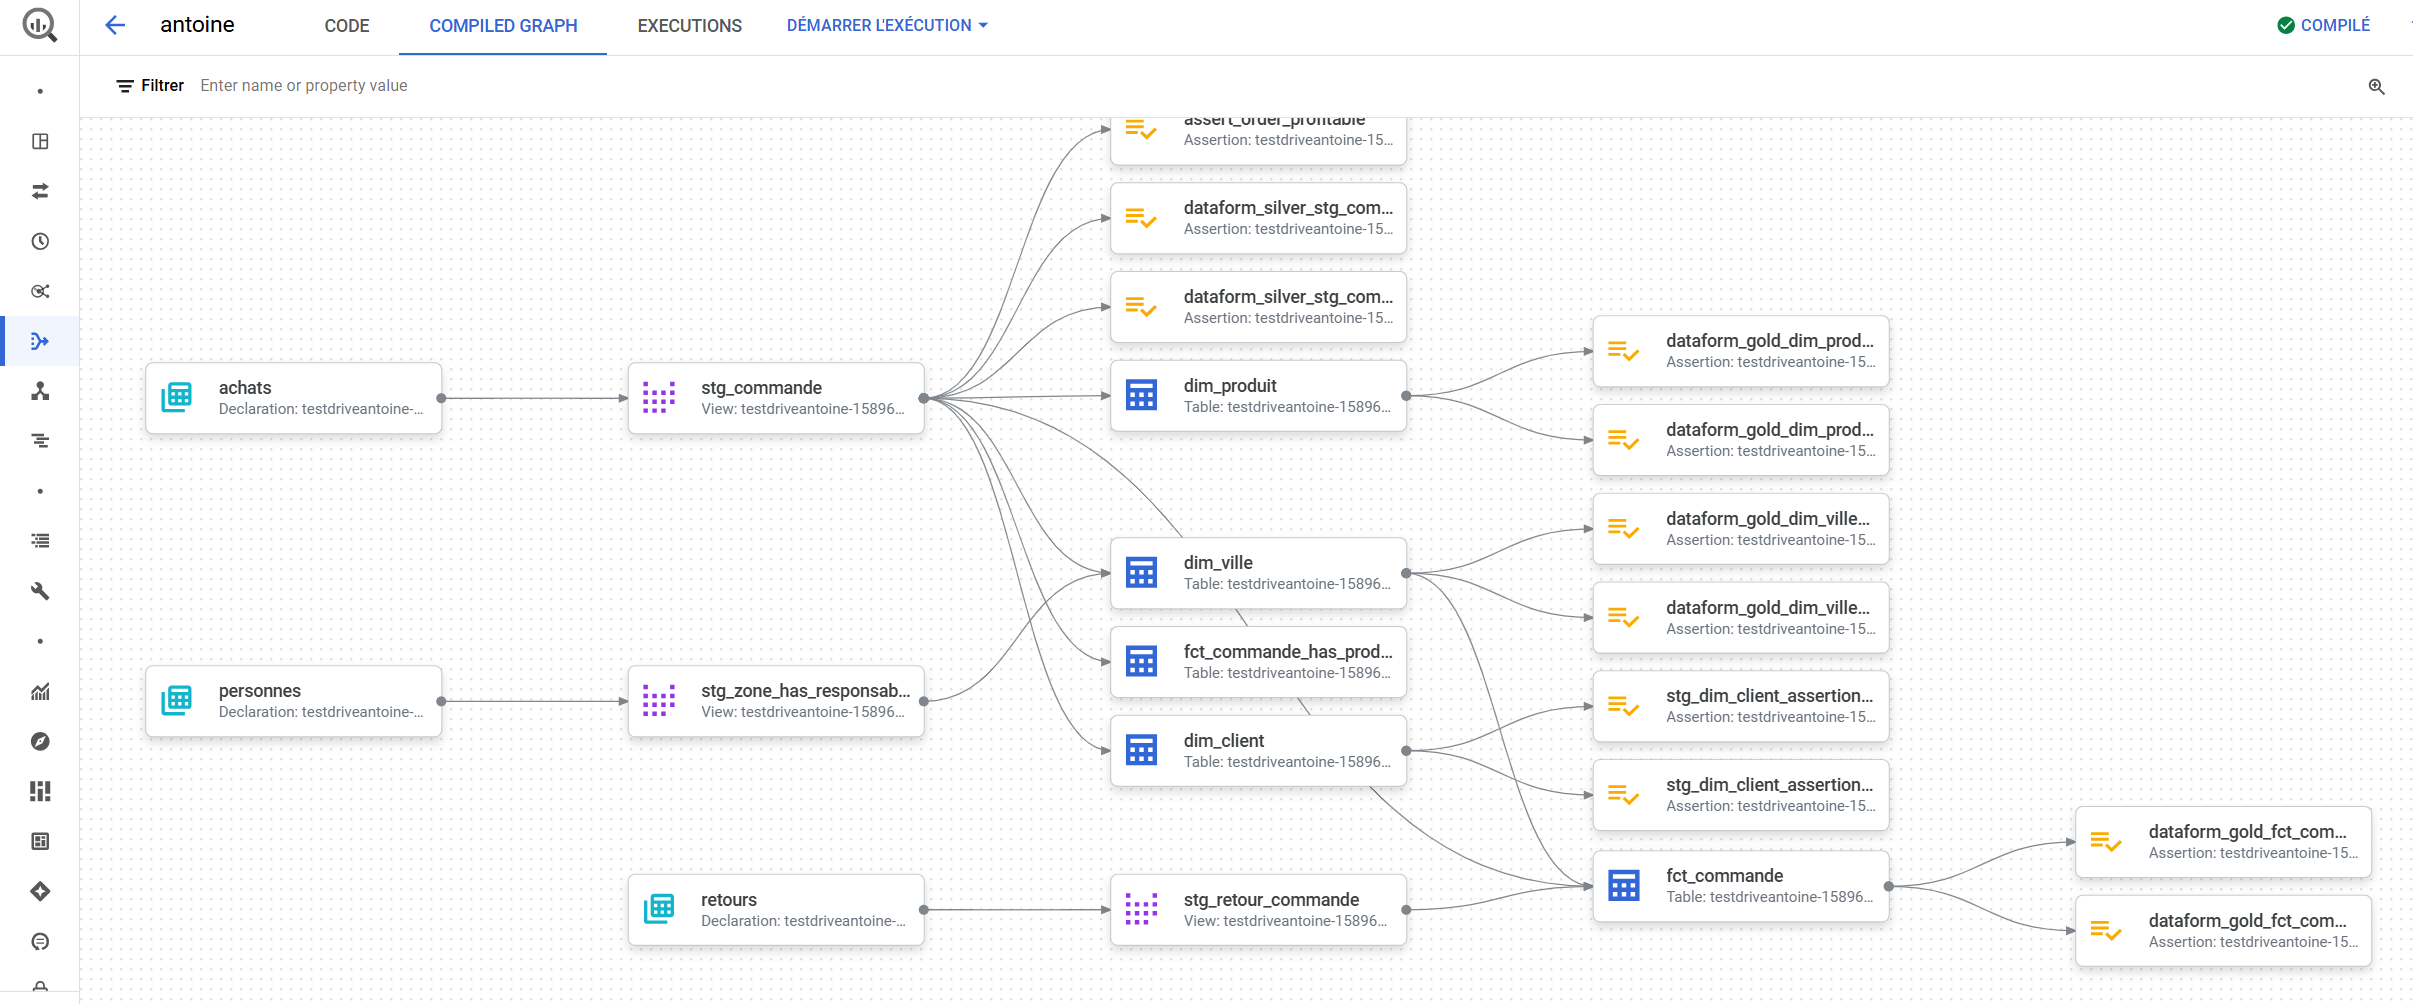 antoine
CODE
COMPILED GRAPH
EXECUTIONS
DÉMARRER L'EXÉCUTION
COMPILÉ
Filtrer
Enter name or property value
assert_order_profitable
Assertion: testdriveantoine-15...
dataform_silver_stg_com...
Assertion: testdriveantoine-15...
dataform_silver_stg_com...
Assertion: testdriveantoine-15...
achats
Declaration: testdriveantoine-...
stg_commande
View: testdriveantoine-15896...
dim_produit
Table: testdriveantoine-15896...
dataform_gold_dim_prod...
Assertion: testdriveantoine-15...
dataform_gold_dim_prod...
Assertion: testdriveantoine-15...
dataform_gold_dim_ville...
Assertion: testdriveantoine-15...
dim_ville
Table: testdriveantoine-15896...
dataform_gold_dim_ville...
Assertion: testdriveantoine-15...
personnes
Declaration: testdriveantoine-...
stg_zone_has_responsab...
View: testdriveantoine-15896...
fct_commande_has_prod...
Table: testdriveantoine-15896...
stg_dim_client_assertion...
Assertion: testdriveantoine-15...
dim_client
Table: testdriveantoine-15896...
stg_dim_client_assertion...
Assertion: testdriveantoine-15...
retours
Declaration: testdriveantoine-...
stg_retour_commande
View: testdriveantoine-15896...
fct_commande
Table: testdriveantoine-15896...
dataform_gold_fct_com...
Assertion: testdriveantoine-15...
dataform_gold_fct_com...
Assertion: testdriveantoine-15...